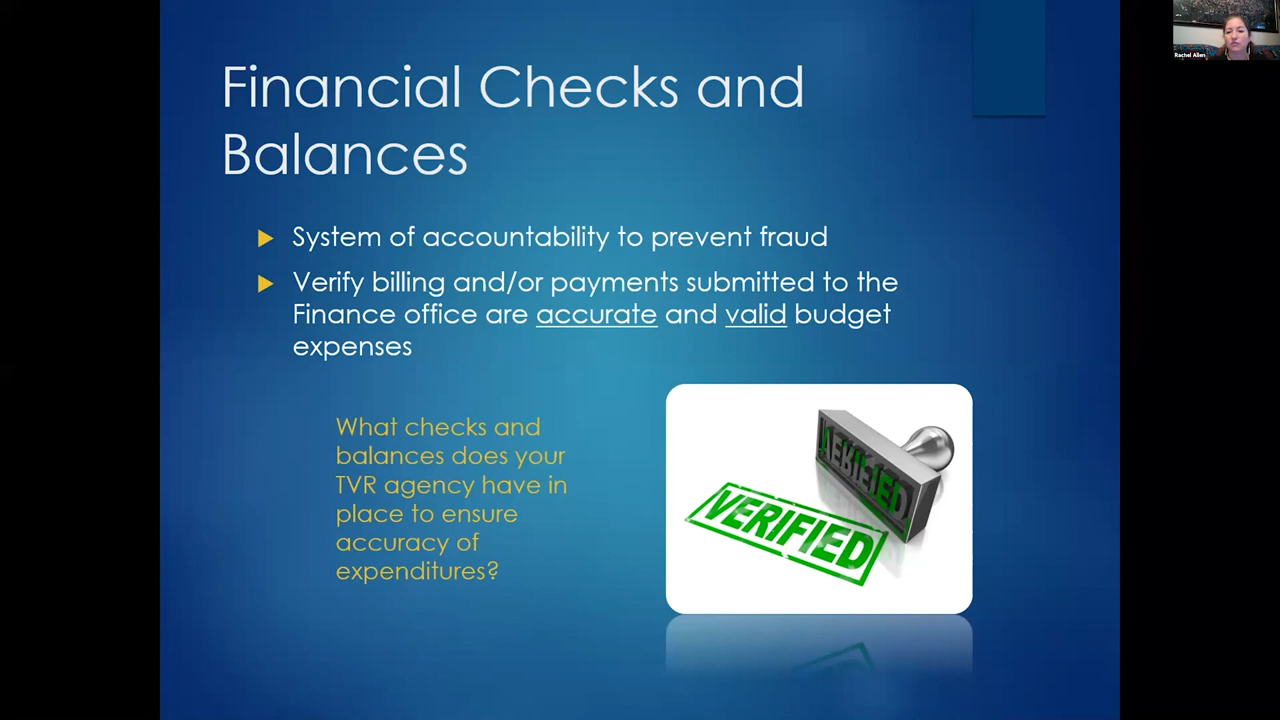 Financial Checks and
Balances
System of accountability to prevent fraud
Verify billing and/or payments submitted to the
Finance office are accurate and valid budget
expenses
What checks and
balances does your
TVR agency have in
place to ensure
accuracy of
expenditures?
VERIFIED
VERIFIED
Rachel Allen